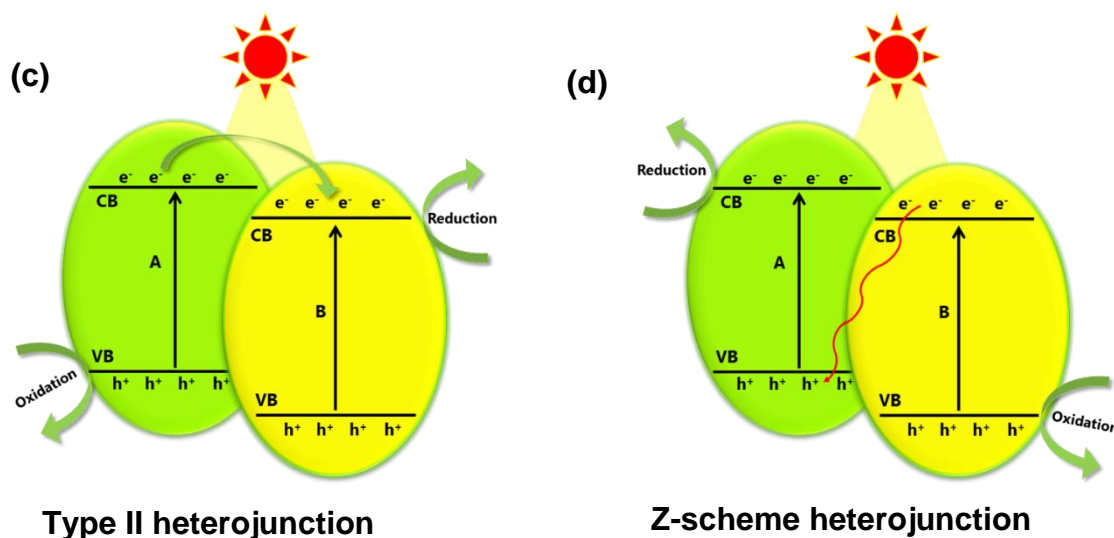 (c)
e⁻ e⁻ e⁻ e⁻
CB
A
VB
h⁺ h⁺ h⁺ h⁺
Oxidation
e⁻ e⁻ e⁻ e⁻
CB
Reduction
B
VB
h⁺ h⁺ h⁺ h⁺
Type II heterojunction
(d)
Reduction
e⁻ e⁻ e⁻ e⁻
CB
A
VB
h⁺ h⁺ h⁺ h⁺
e⁻ e⁻ e⁻ e⁻
CB
B
VB
h⁺ h⁺ h⁺ h⁺
Oxidation
Z-scheme heterojunction